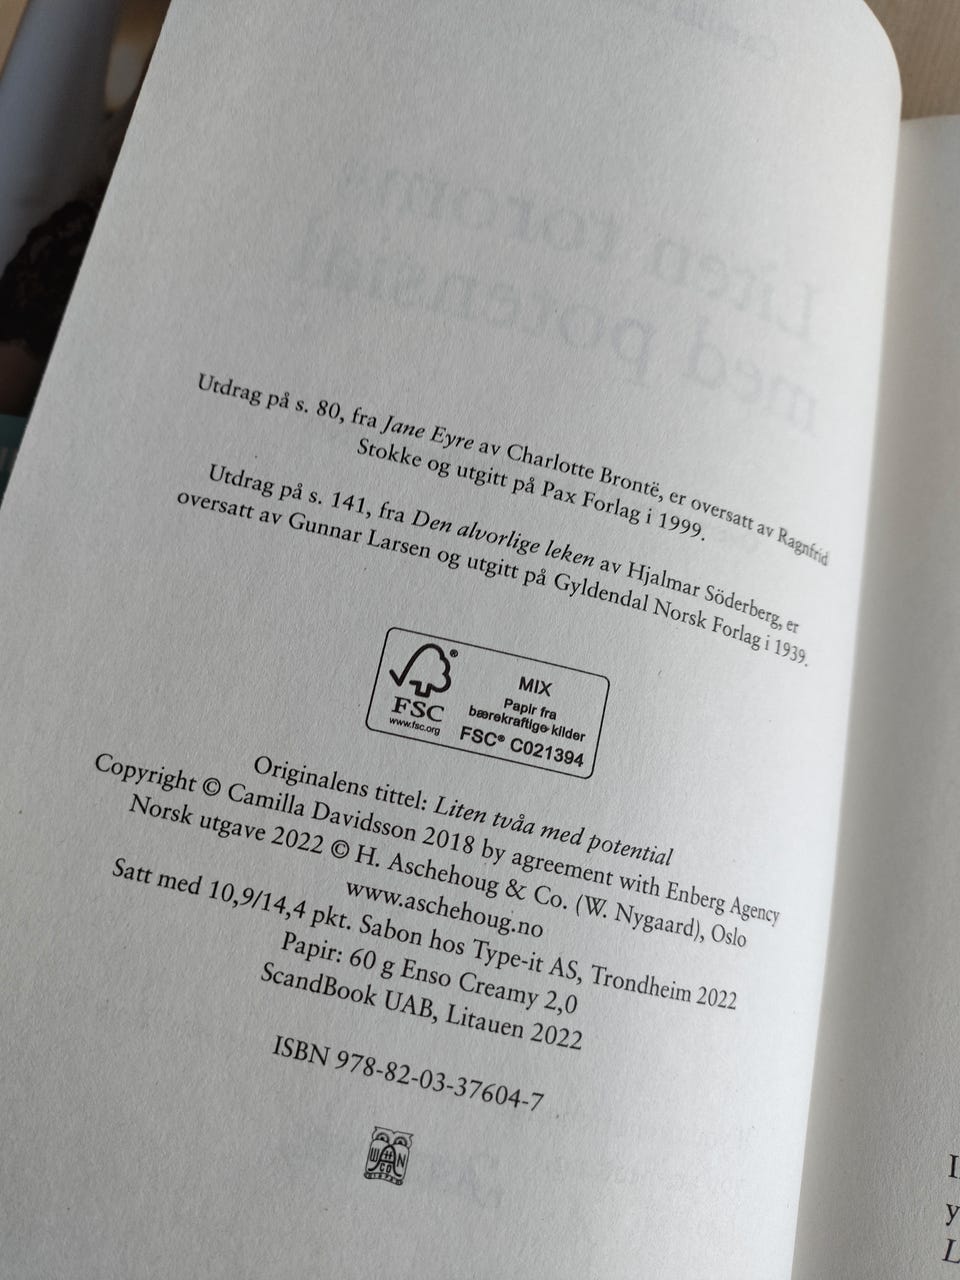 Liten toroms
med potensial
Utdrag på s. 80, fra Jane Eyre av Charlotte Brontë, er oversatt av Ragnfrid
Stokke og utgitt på Pax Forlag i 1999.
Utdrag på s. 141, fra Den alvorlige leken av Hjalmar Söderberg, er
oversatt av Gunnar Larsen og utgitt på Gyldendal Norsk Forlag i 1939.
FSC
www.fsc.org
MIX
Papir fra
bærekraftige kilder
FSC® C021394
Originalens tittel: Liten tvåa med potential
Copyright © Camilla Davidsson 2018 by agreement with Enberg Agency
Norsk utgave 2022 © H. Aschehoug & Co. (W. Nygaard), Oslo
www.aschehoug.no
Satt med 10,9/14,4 pkt. Sabon hos Type-it AS, Trondheim 2022
Papir: 60 g Enso Creamy 2,0
ScandBook UAB, Litauen 2022
ISBN 978-82-03-37604-7